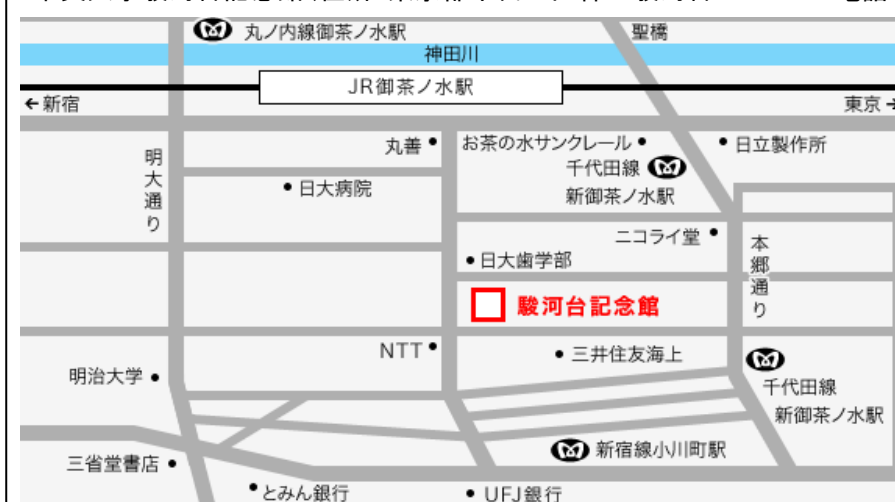 丸ノ内線御茶ノ水駅
聖橋
神田川
JR御茶ノ水駅
←新宿
東京→
丸善
お茶の水サンクレール
日立製作所
千代田線
新御茶ノ水駅
明大通り
日大病院
ニコライ堂
本郷通り
日大歯学部
駿河台記念館
NTT
三井住友海上
明治大学
千代田線
新御茶ノ水駅
新宿線小川町駅
三省堂書店
とみん銀行
UFJ銀行